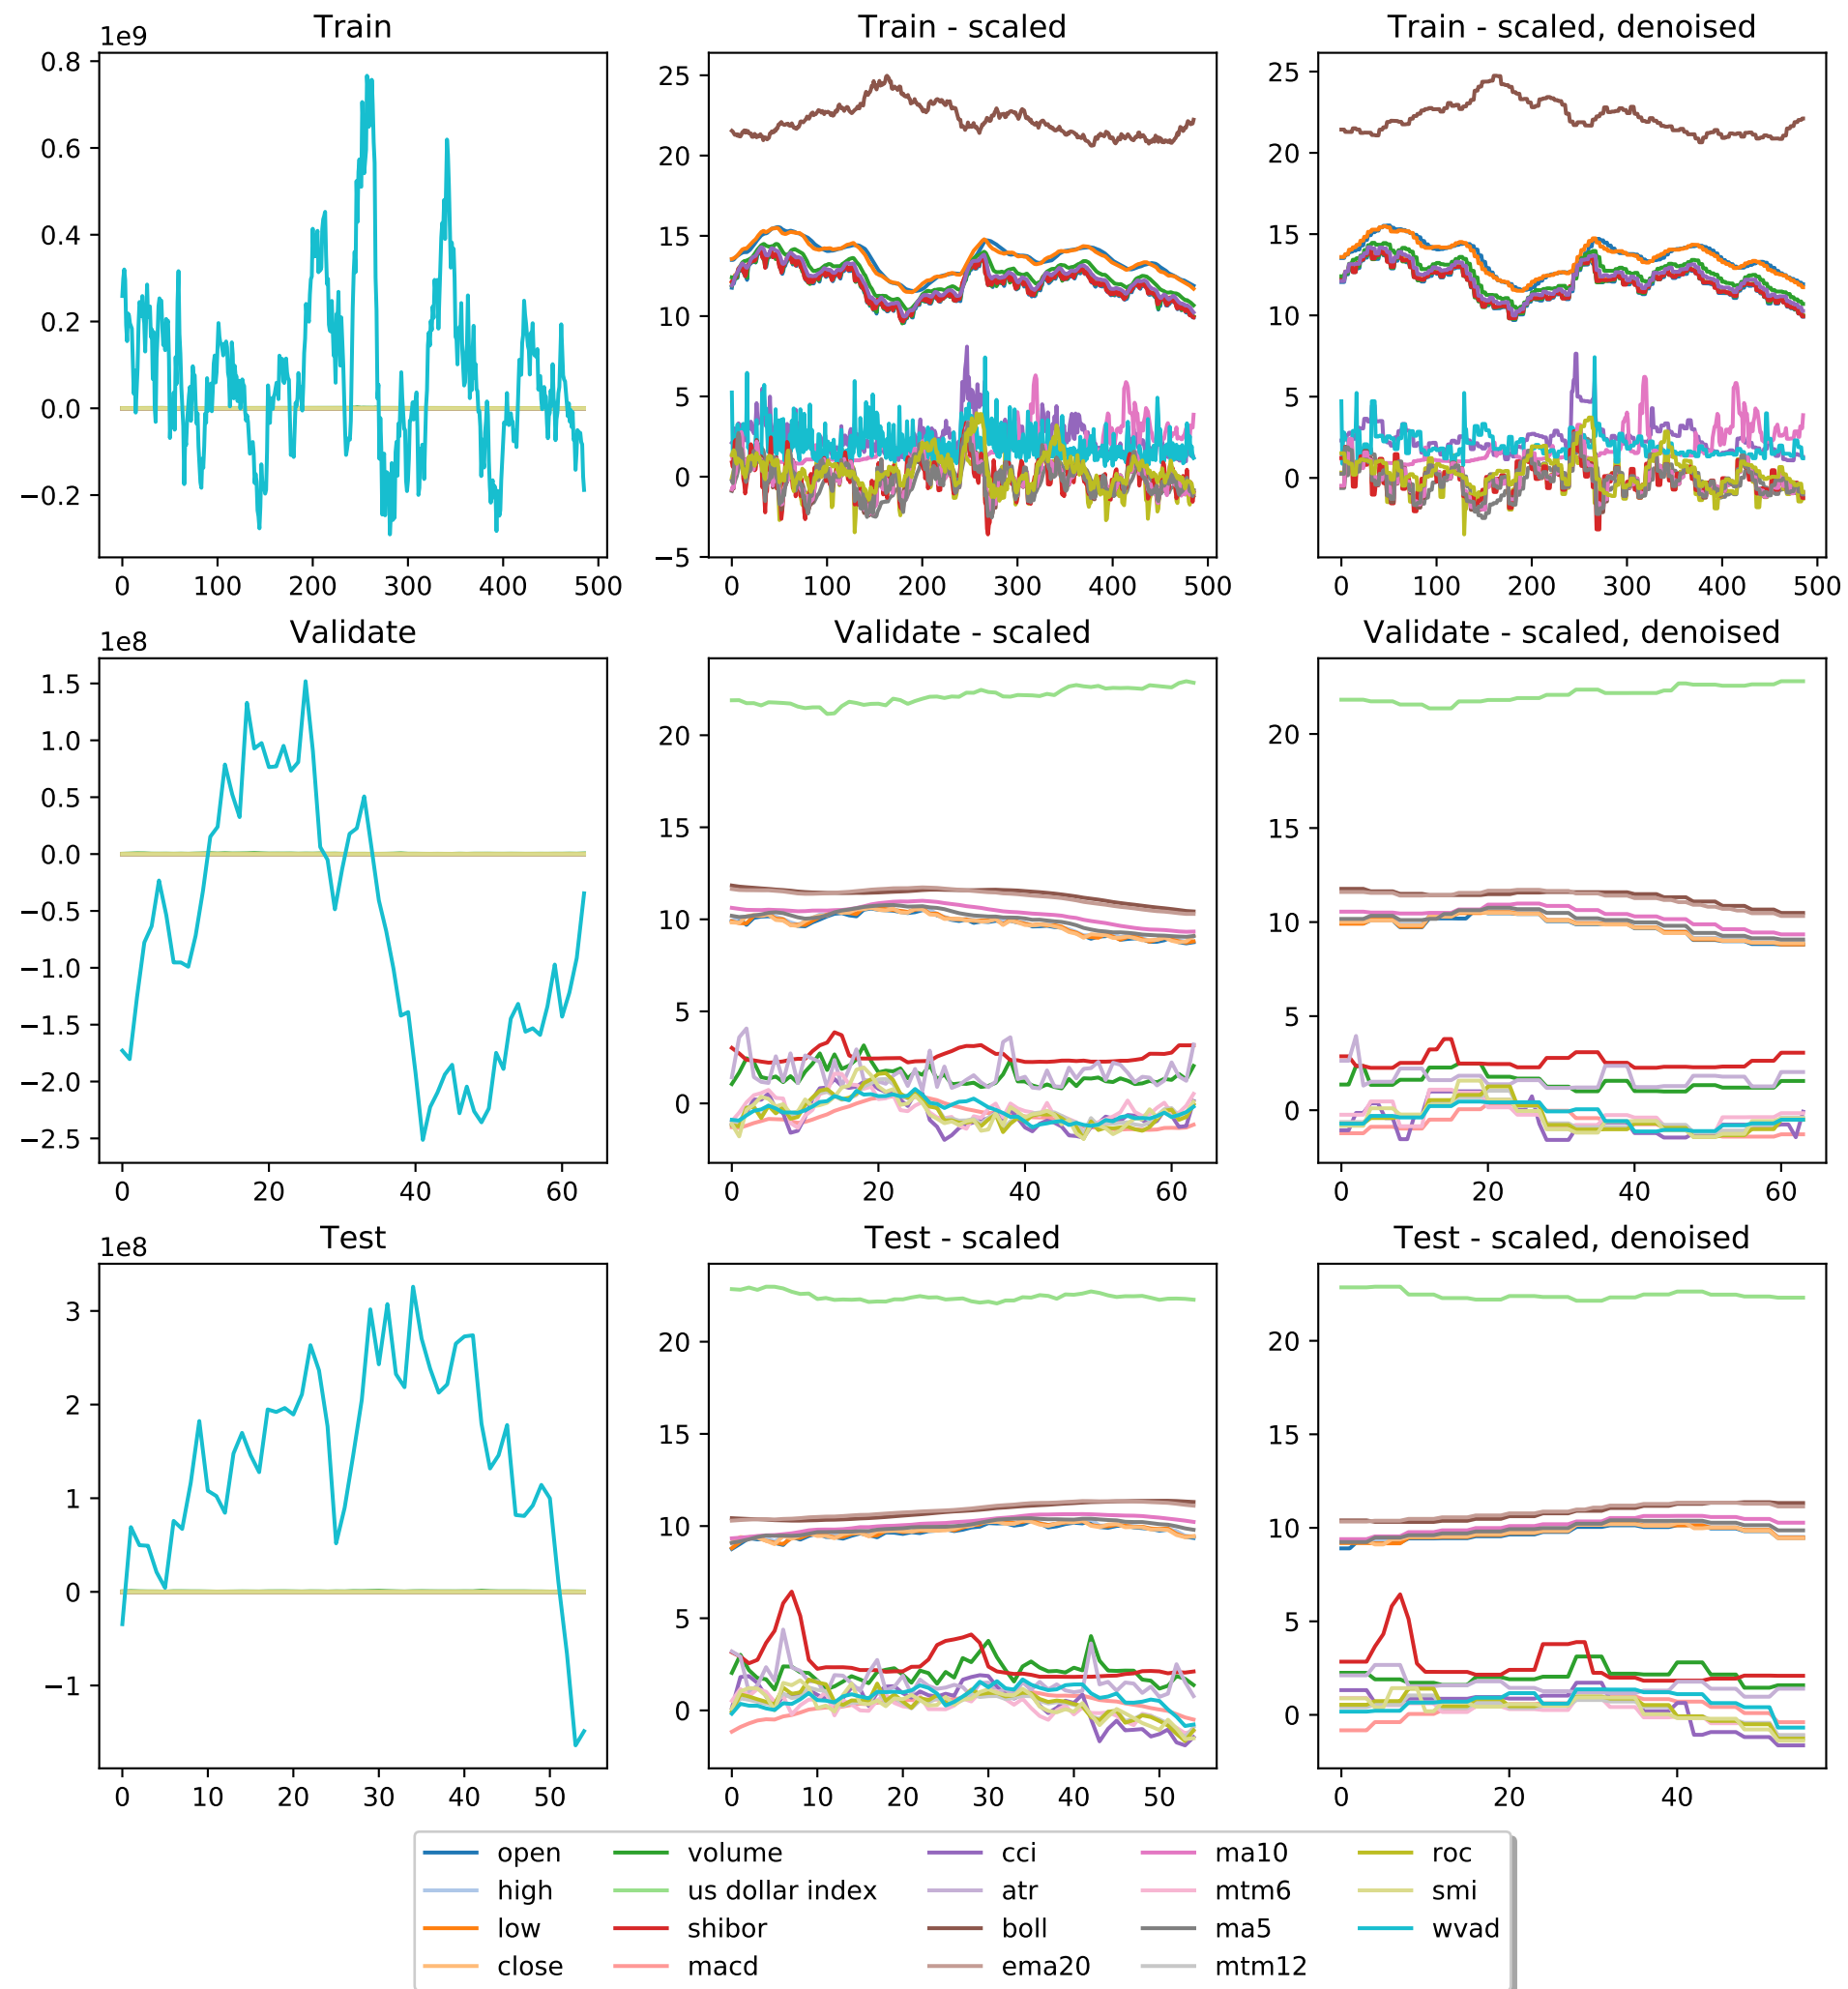 Train
1e9
0.8
0.6
0.4
0.2
0.0
−0.2
0 100 200 300 400 500
Train - scaled
25
20
15
10
5
0
−5
0 100 200 300 400 500
Train - scaled, denoised
25
20
15
10
5
0
0 100 200 300 400 500
Validate
1e8
1.5
1.0
0.5
0.0
−0.5
−1.0
−1.5
−2.0
−2.5
0 20 40 60
Validate - scaled
20
15
10
5
0
0 20 40 60
Validate - scaled, denoised
20
15
10
5
0
0 20 40 60
Test
1e8
3
2
1
0
−1
0 10 20 30 40 50
Test - scaled
20
15
10
5
0
0 10 20 30 40 50
Test - scaled, denoised
20
15
10
5
0
0 20 40
open volume cci ma10 roc
high us dollar index atr mtm6 smi
low shibor boll ma5 wvad
close macd ema20 mtm12